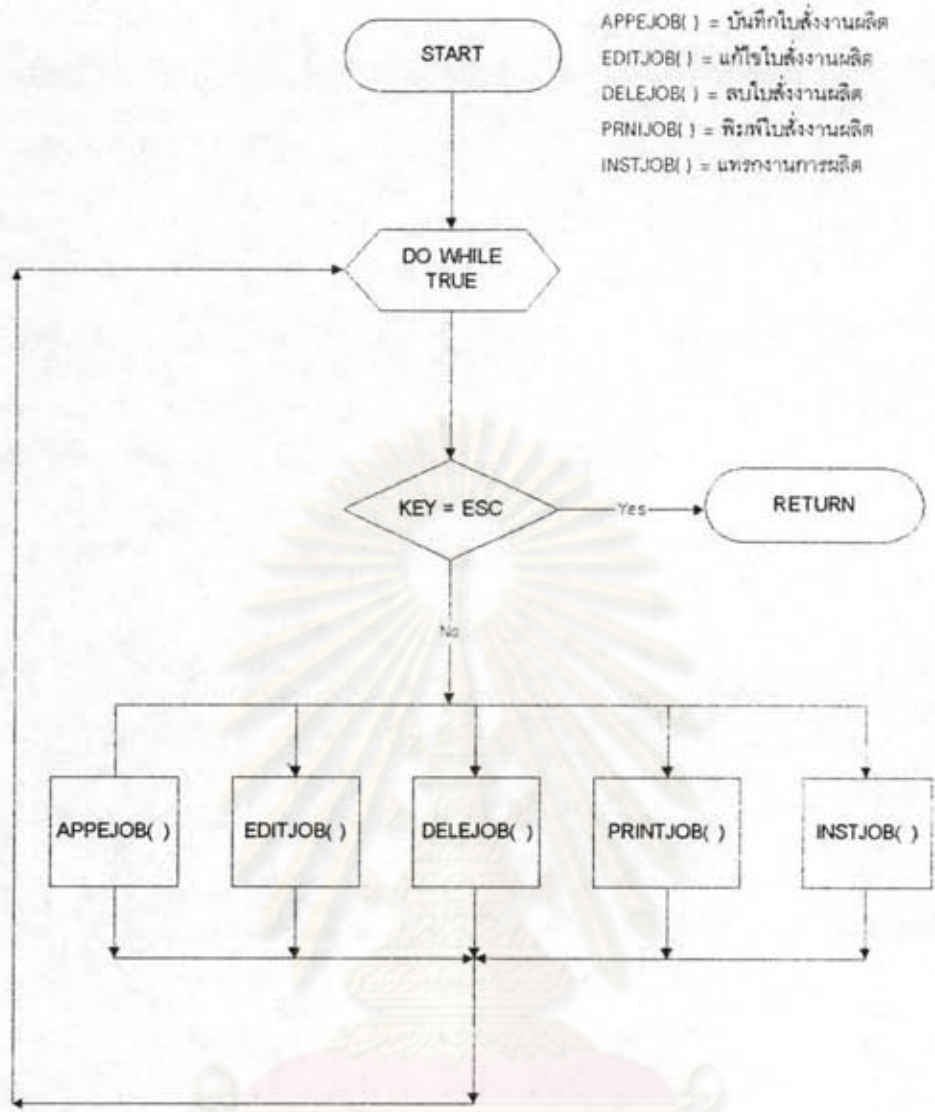 APPEJOB( ) = บันทึกใบสั่งงานผลิต
EDITJOB( ) = แก้ไขใบสั่งงานผลิต
DELEJOB( ) = ลบใบสั่งงานผลิต
PRNIJOB( ) = พิมพ์ใบสั่งงานผลิต
INSTJOB( ) = แทรกงานการผลิต
START
DO WHILE
TRUE
KEY = ESC
Yes
RETURN
No
APPEJOB( )
EDITJOB( )
DELEJOB( )
PRINTJOB( )
INSTJOB( )